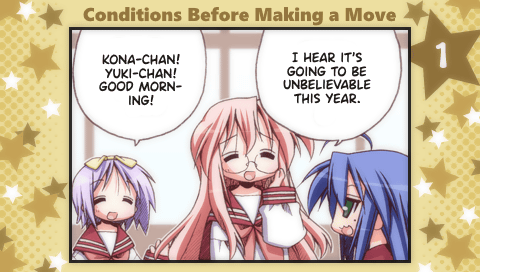 Conditions Before Making a Move
1
KONA-CHAN!
YUKI-CHAN!
GOOD MORN-
ING!
I HEAR IT'S
GOING TO BE
UNBELIEVABLE
THIS YEAR.